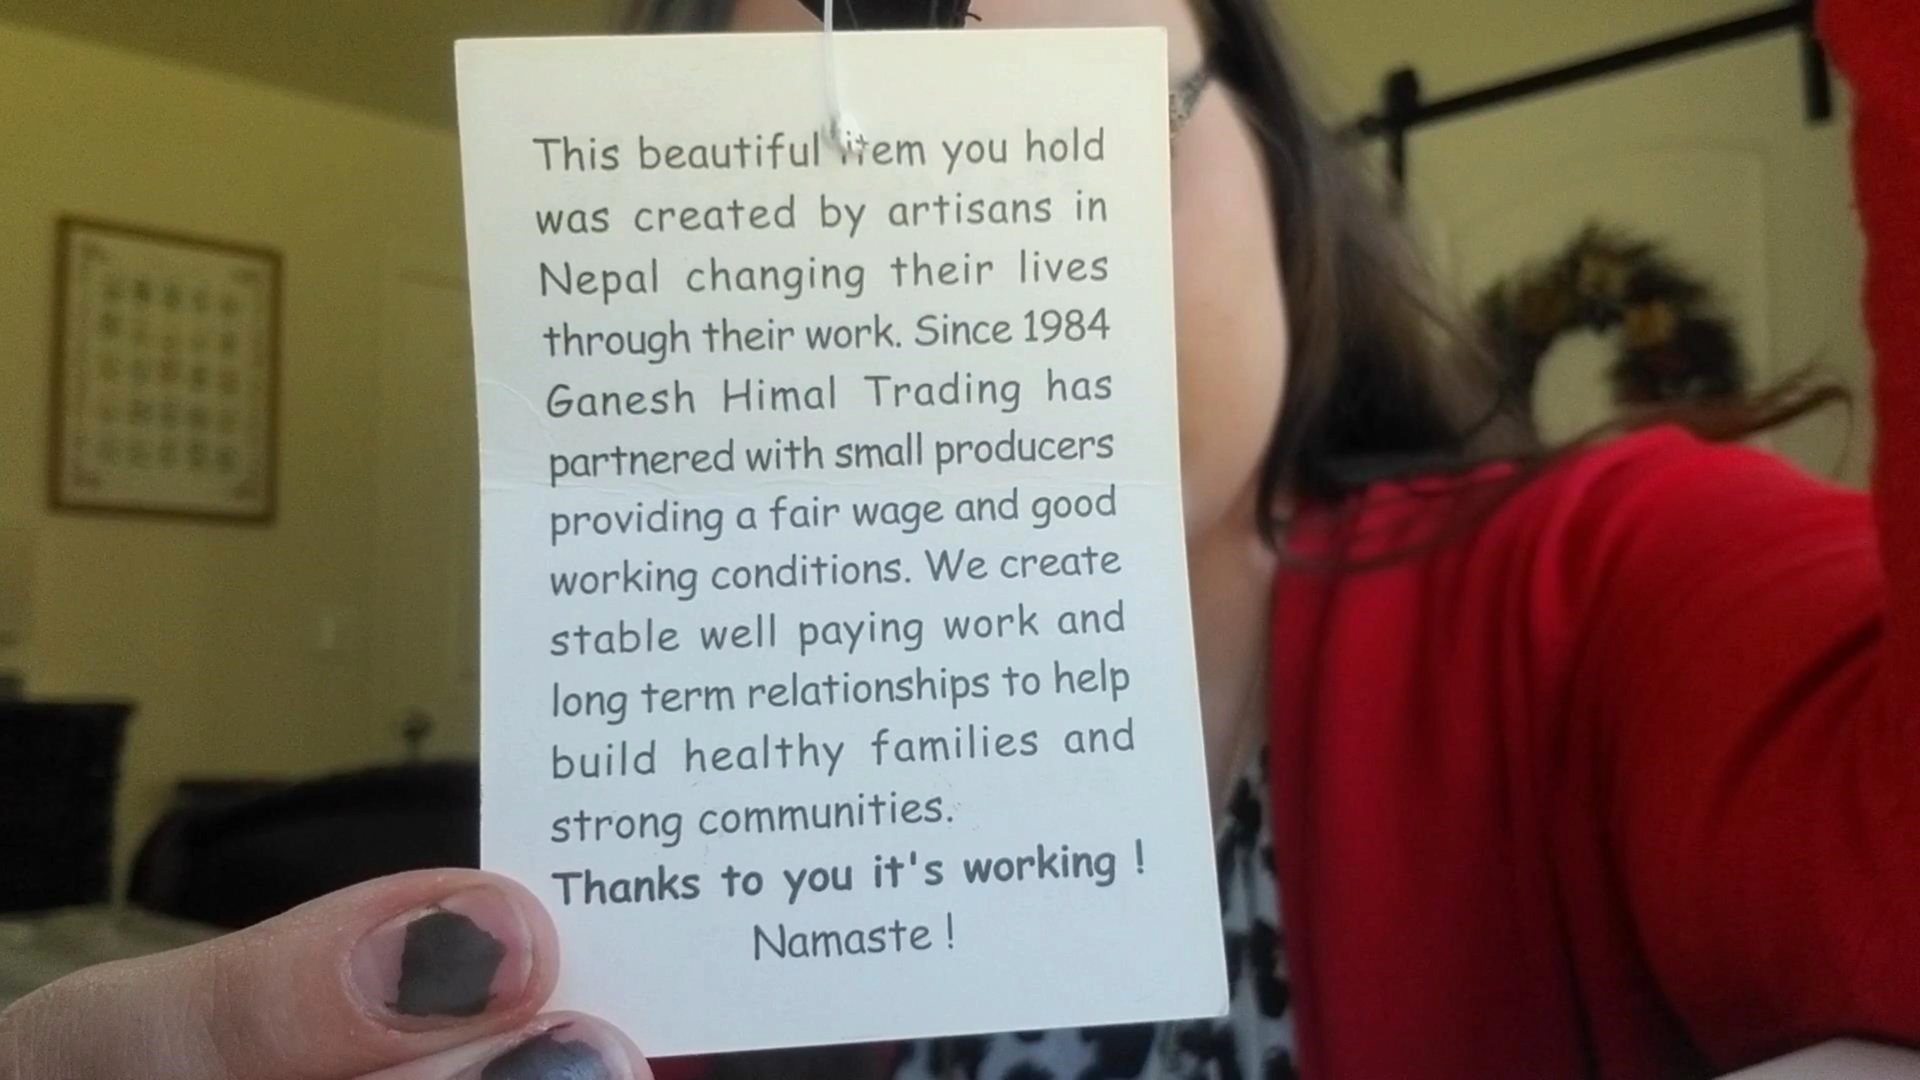 This beautiful item you hold
was created by artisans in
Nepal changing their lives
through their work. Since 1984
Ganesh Himal Trading has
partnered with small producers
providing a fair wage and good
working conditions. We create
stable well paying work and
long term relationships to help
build healthy families and
strong communities.
Thanks to you it's working !
Namaste !